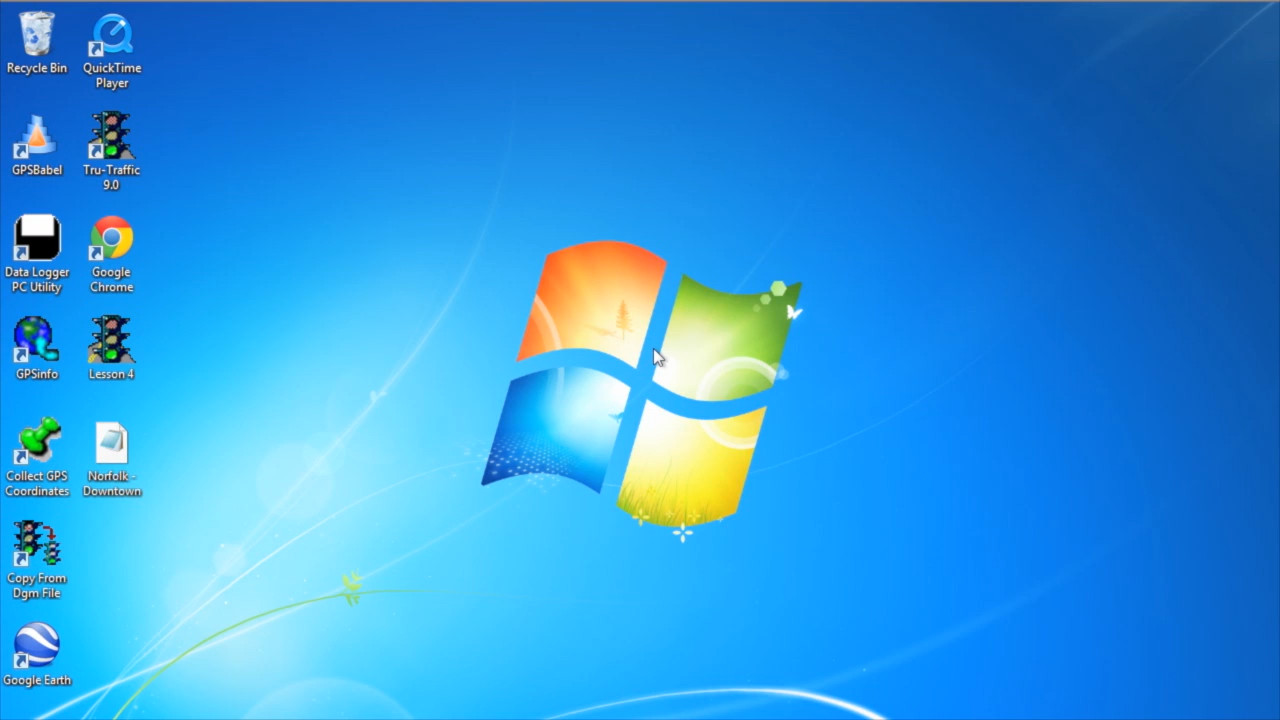 Recycle Bin
QuickTime
Player
GPSBabel
Tru-Traffic
9.0
Data Logger
PC Utility
Google
Chrome
GPSinfo
Lesson 4
Collect GPS
Coordinates
Norfolk -
Downtown
Copy From
Dgm File
Google Earth